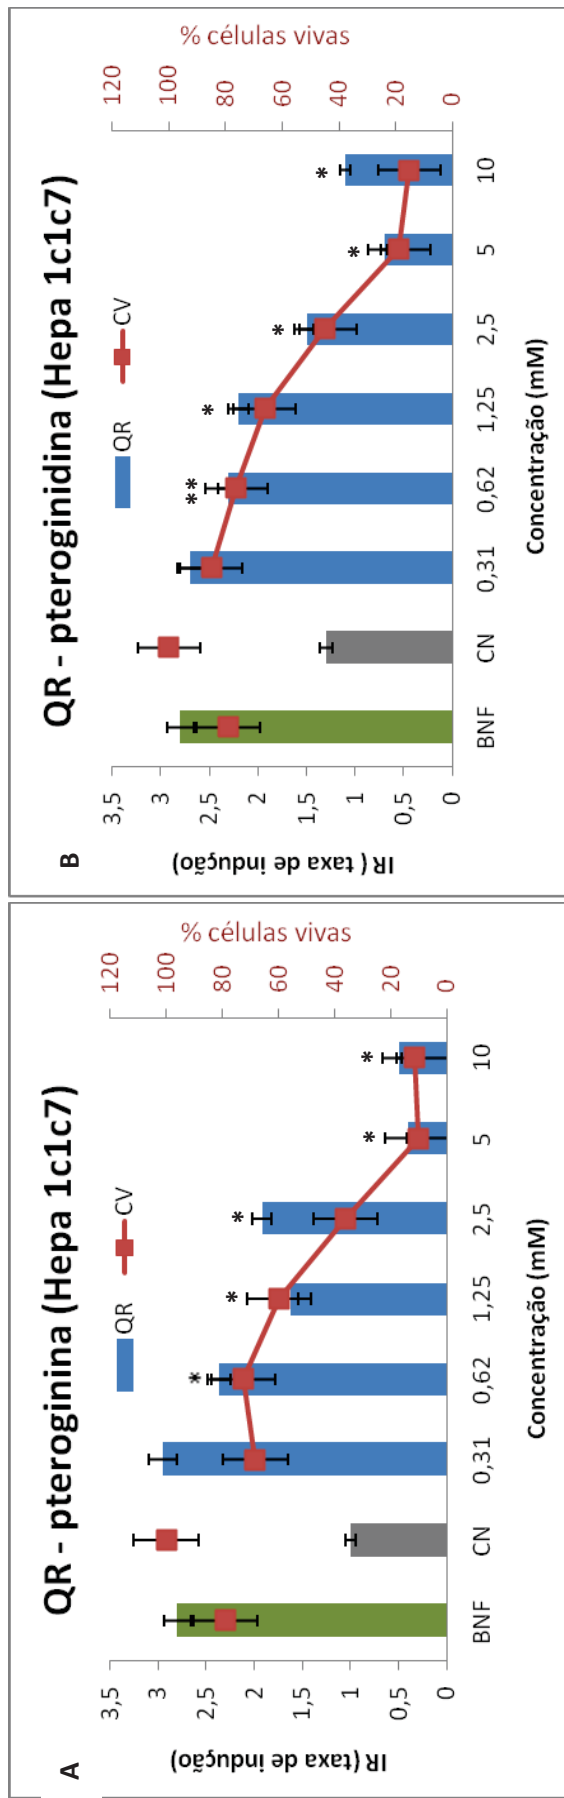 A
QR - pteroginina (Hepa 1c1c7)
QR CV
IR ( taxa de indução)
3,5
3
2,5
2
1,5
1
0,5
0
% células vivas
120
100
80
60
40
20
0
* * * * *
BNF CN 0,31 0,62 1,25 2,5 5 10
Concentração (mM)
B
QR - pteroginidina (Hepa 1c1c7)
QR CV
IR ( taxa de indução)
3,5
3
2,5
2
1,5
1
0,5
0
% células vivas
120
100
80
60
40
20
0
** * * * *
BNF CN 0,31 0,62 1,25 2,5 5 10
Concentração (mM)